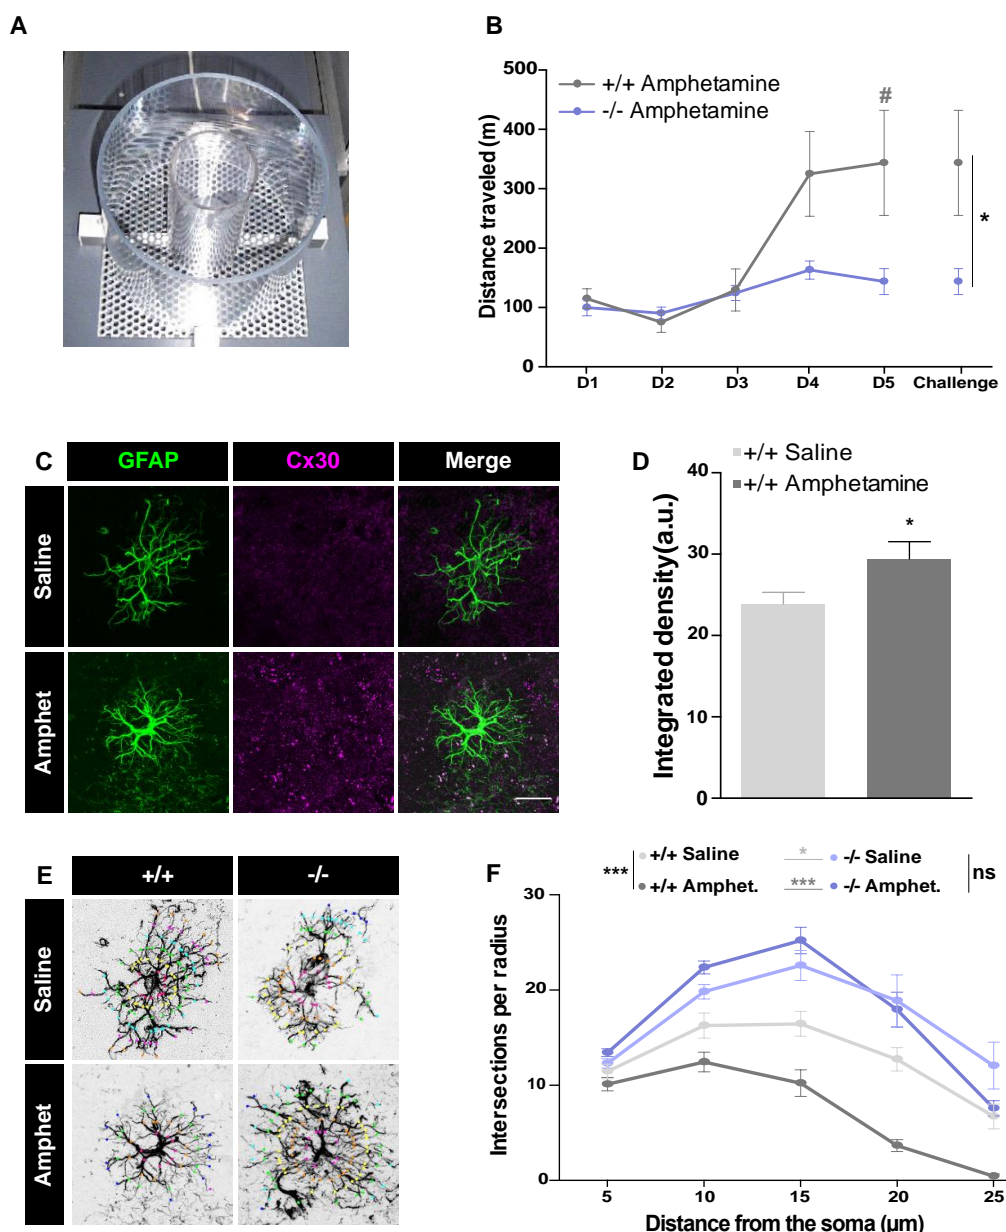 A
B
500
400
300
200
100
0
Distance traveled (m)
+/+ Amphetamine
-/- Amphetamine
#
*
D1 D2 D3 D4 D5 Challenge
C
GFAP Cx30 Merge
Saline
Amphet
D
+/+ Saline
+/+ Amphetamine
40
30
20
10
0
Integrated density(a.u.)
*
E
+/+ -/-
Saline
Amphet
F
*** +/+ Saline * -/- Saline ns
+/+ Amphet. *** -/- Amphet.
30
20
10
0
Intersections per radius
5 10 15 20 25
Distance from the soma (µm)